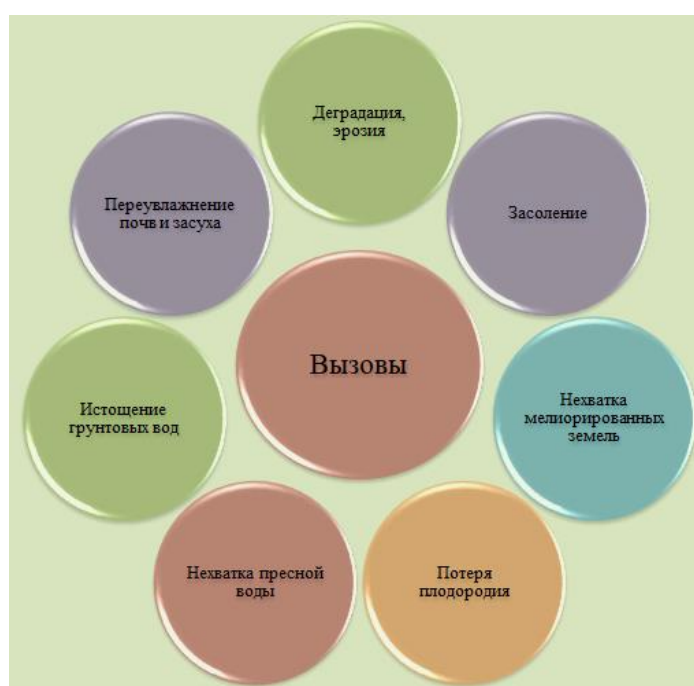 Деградация,
эрозия
Переувлажнение
почв и засуха
Засоление
Вызовы
Истощение
грунтовых вод
Нехватка
мелиорированных
земель
Нехватка пресной
воды
Потеря
плодородия